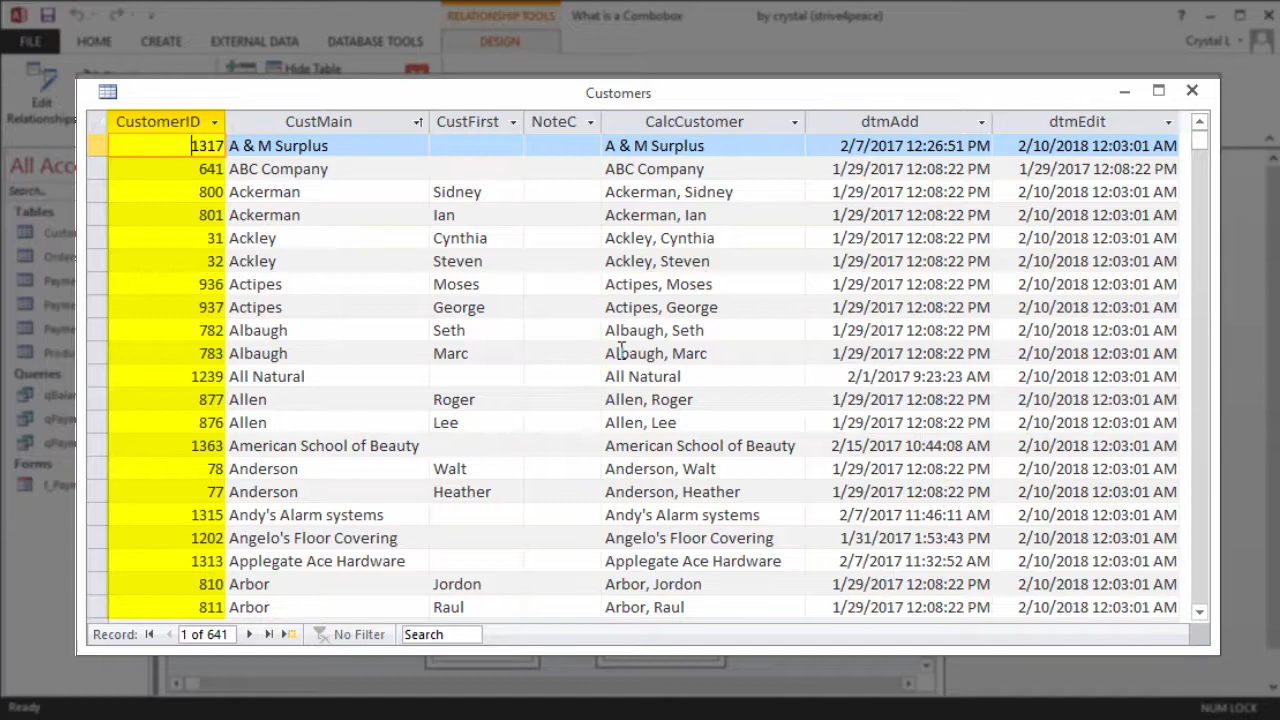 RELATIONSHIP TOOLS What is a Combobox by crystal (strive4peace) ?
FILE HOME CREATE EXTERNAL DATA DATABASE TOOLS DESIGN Crystal L
Hide Table
Edit
Relationships
Customers
CustomerID CustMain CustFirst NoteC CalcCustomer dtmAdd dtmEdit
1317 A & M Surplus A & M Surplus 2/7/2017 12:26:51 PM 2/10/2018 12:03:01 AM
641 ABC Company ABC Company 1/29/2017 12:08:22 PM 1/29/2017 12:08:22 PM
800 Ackerman Sidney Ackerman, Sidney 1/29/2017 12:08:22 PM 2/10/2018 12:03:01 AM
801 Ackerman Ian Ackerman, Ian 1/29/2017 12:08:22 PM 2/10/2018 12:03:01 AM
31 Ackley Cynthia Ackley, Cynthia 1/29/2017 12:08:22 PM 2/10/2018 12:03:01 AM
32 Ackley Steven Ackley, Steven 1/29/2017 12:08:22 PM 2/10/2018 12:03:01 AM
936 Actipes Moses Actipes, Moses 1/29/2017 12:08:22 PM 2/10/2018 12:03:01 AM
937 Actipes George Actipes, George 1/29/2017 12:08:22 PM 2/10/2018 12:03:01 AM
782 Albaugh Seth Albaugh, Seth 1/29/2017 12:08:22 PM 2/10/2018 12:03:01 AM
783 Albaugh Marc Albaugh, Marc 1/29/2017 12:08:22 PM 2/10/2018 12:03:01 AM
1239 All Natural All Natural 2/1/2017 9:23:23 AM 2/10/2018 12:03:01 AM
877 Allen Roger Allen, Roger 1/29/2017 12:08:22 PM 2/10/2018 12:03:01 AM
876 Allen Lee Allen, Lee 1/29/2017 12:08:22 PM 2/10/2018 12:03:01 AM
1363 American School of Beauty American School of Beauty 2/15/2017 10:44:08 AM 2/10/2018 12:03:01 AM
78 Anderson Walt Anderson, Walt 1/29/2017 12:08:22 PM 2/10/2018 12:03:01 AM
77 Anderson Heather Anderson, Heather 1/29/2017 12:08:22 PM 2/10/2018 12:03:01 AM
1315 Andy's Alarm systems Andy's Alarm systems 2/7/2017 11:46:11 AM 2/10/2018 12:03:01 AM
1202 Angelo's Floor Covering Angelo's Floor Covering 1/31/2017 1:53:43 PM 2/10/2018 12:03:01 AM
1313 Applegate Ace Hardware Applegate Ace Hardware 2/7/2017 11:32:52 AM 2/10/2018 12:03:01 AM
810 Arbor Jordon Arbor, Jordon 1/29/2017 12:08:22 PM 2/10/2018 12:03:01 AM
811 Arbor Raul Arbor, Raul 1/29/2017 12:08:22 PM 2/10/2018 12:03:01 AM
Record: 1 of 641 No Filter Search
All Acc
Search..
Tables
Custo
Order
Payme
Payme
Payme
Produ
Queries
qBala
qPay
qPay
Forms
f_Payn
Ready NUM LOCK